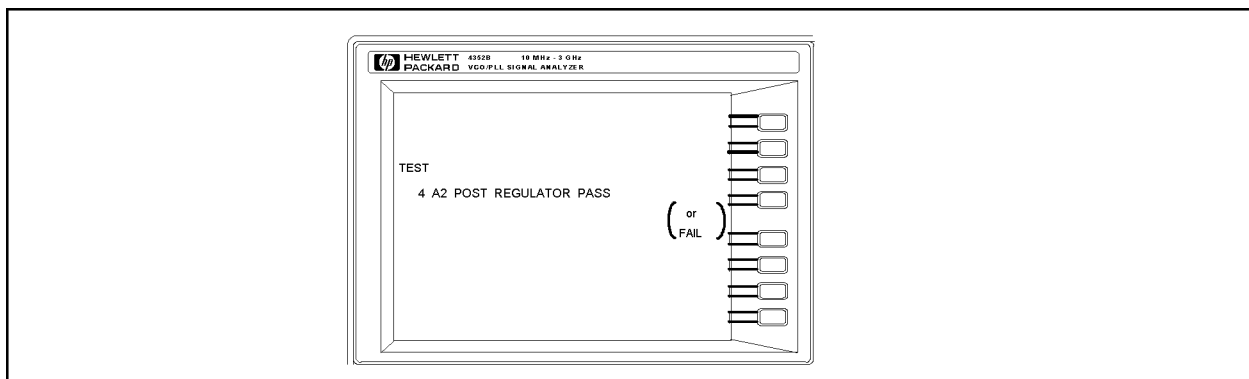 hp HEWLETT PACKARD 4352B 10 MHz - 3 GHz
VCO/PLL SIGNAL ANALYZER
TEST
4 A2 POST REGULATOR PASS
( or
FAIL )